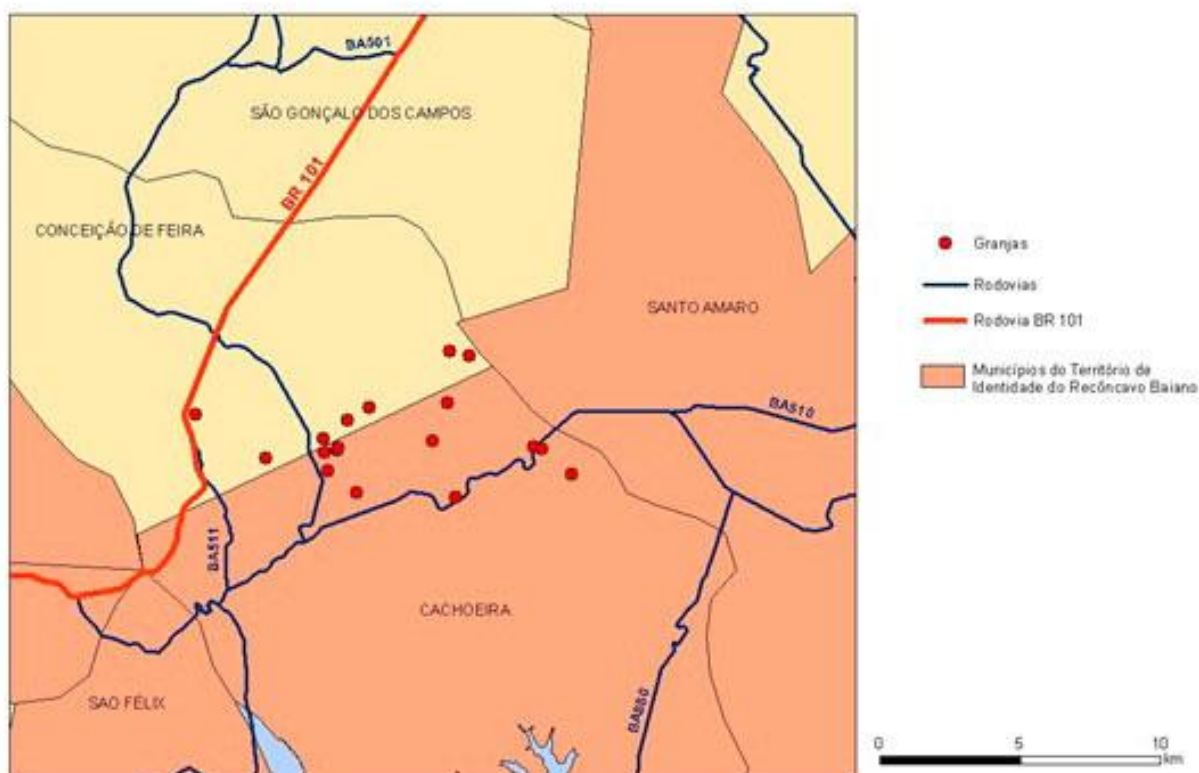 BA501
SÃO GONÇALO DOS CAMPOS
BR 101
CONCEIÇÃO DE FEIRA
SANTO AMARO
BA510
BA511
CACHOEIRA
SAO FÉLIX
BA880
Granjas
Rodovias
Rodovia BR 101
Municípios do Território de
Identidade do Recôncavo Baiano
0 5 10
km